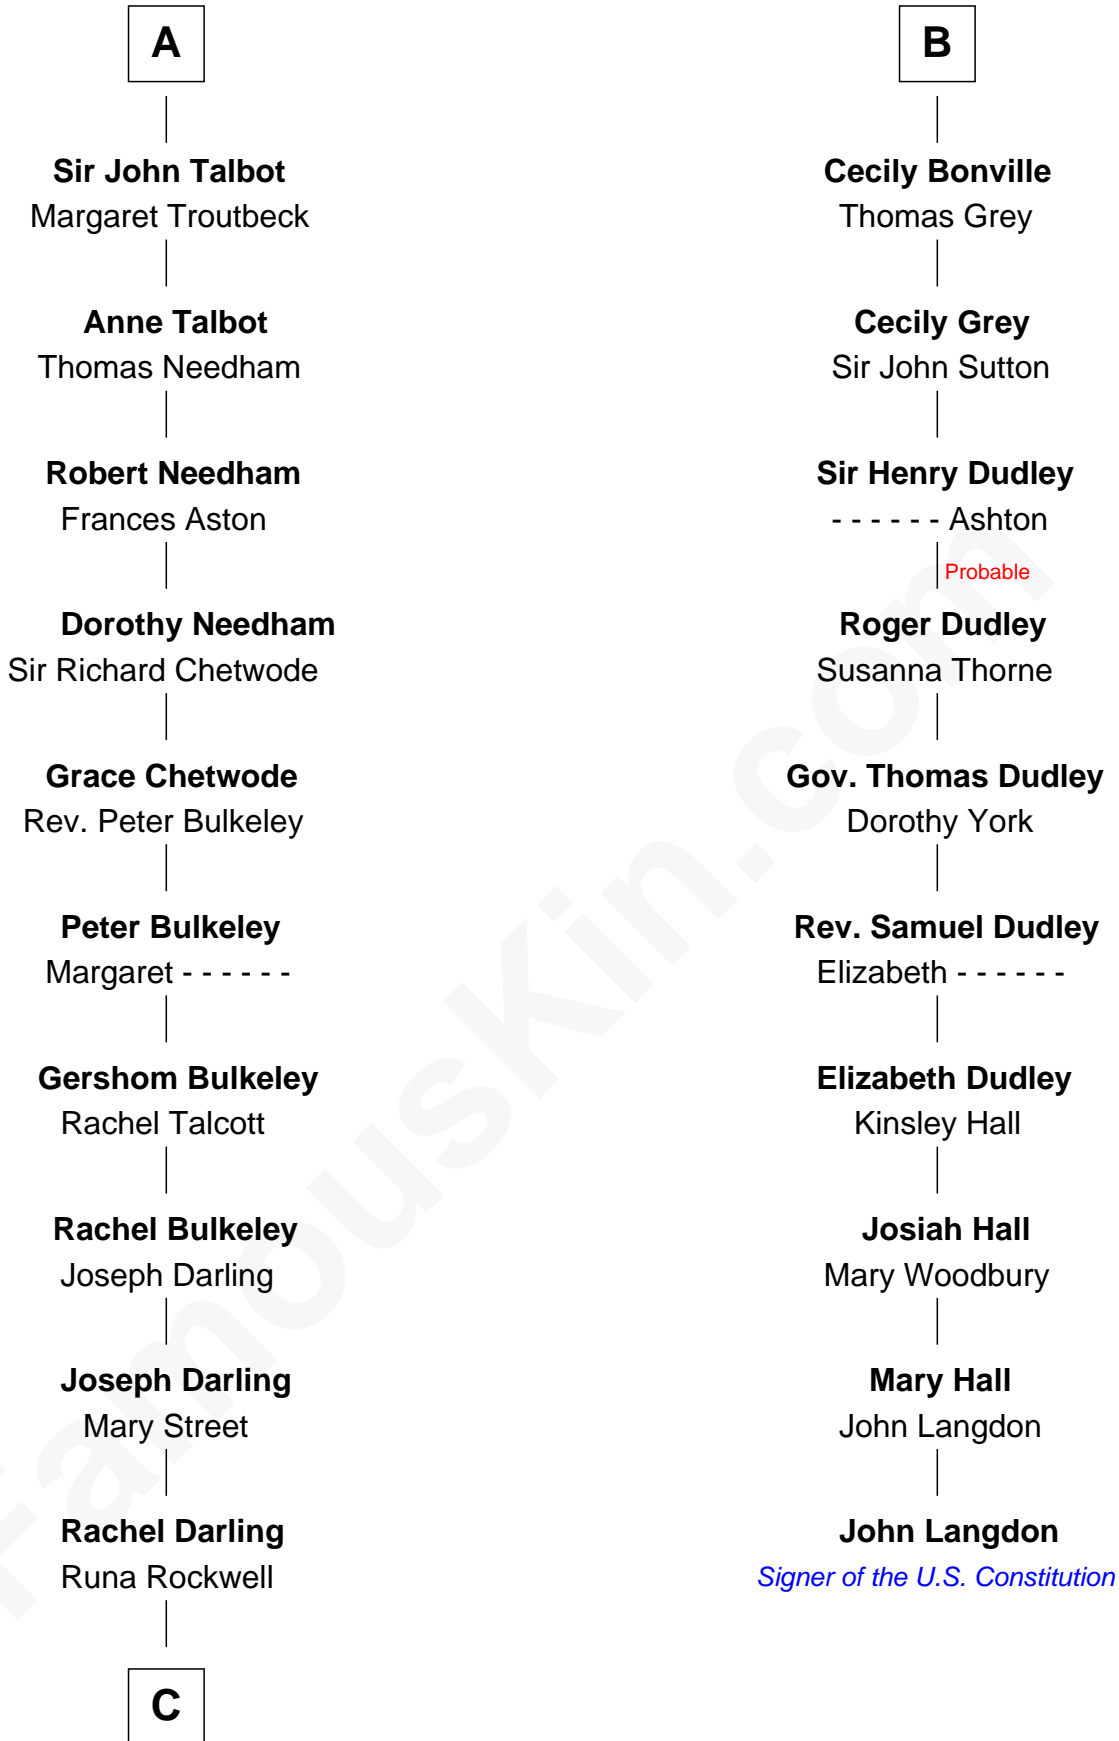 A
Sir John Talbot
Margaret Troutbeck
Anne Talbot
Thomas Needham
Robert Needham
Frances Aston
Dorothy Needham
Sir Richard Chetwode
Grace Chetwode
Rev. Peter Bulkeley
Peter Bulkeley
Margaret - - - - - -
Gershom Bulkeley
Rachel Talcott
Rachel Bulkeley
Joseph Darling
Joseph Darling
Mary Street
Rachel Darling
Runa Rockwell
C
B
Cecily Bonville
Thomas Grey
Cecily Grey
Sir John Sutton
Sir Henry Dudley
- - - - - - Ashton
Probable
Roger Dudley
Susanna Thorne
Gov. Thomas Dudley
Dorothy York
Rev. Samuel Dudley
Elizabeth - - - - - -
Elizabeth Dudley
Kinsley Hall
Josiah Hall
Mary Woodbury
Mary Hall
John Langdon
John Langdon
Signer of the U.S. Constitution
FamousKin.com